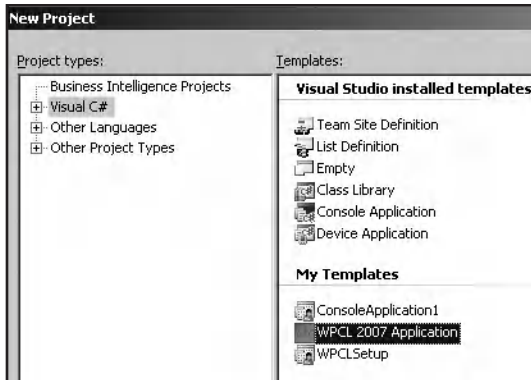 New Project
Project types:
Business Intelligence Projects
Visual C#
Other Languages
Other Project Types
Templates:
Visual Studio installed templates
Team Site Definition
List Definition
Empty
Class Library
Console Application
Device Application
My Templates
ConsoleApplication1
WPCL 2007 Application
WPCLSetup